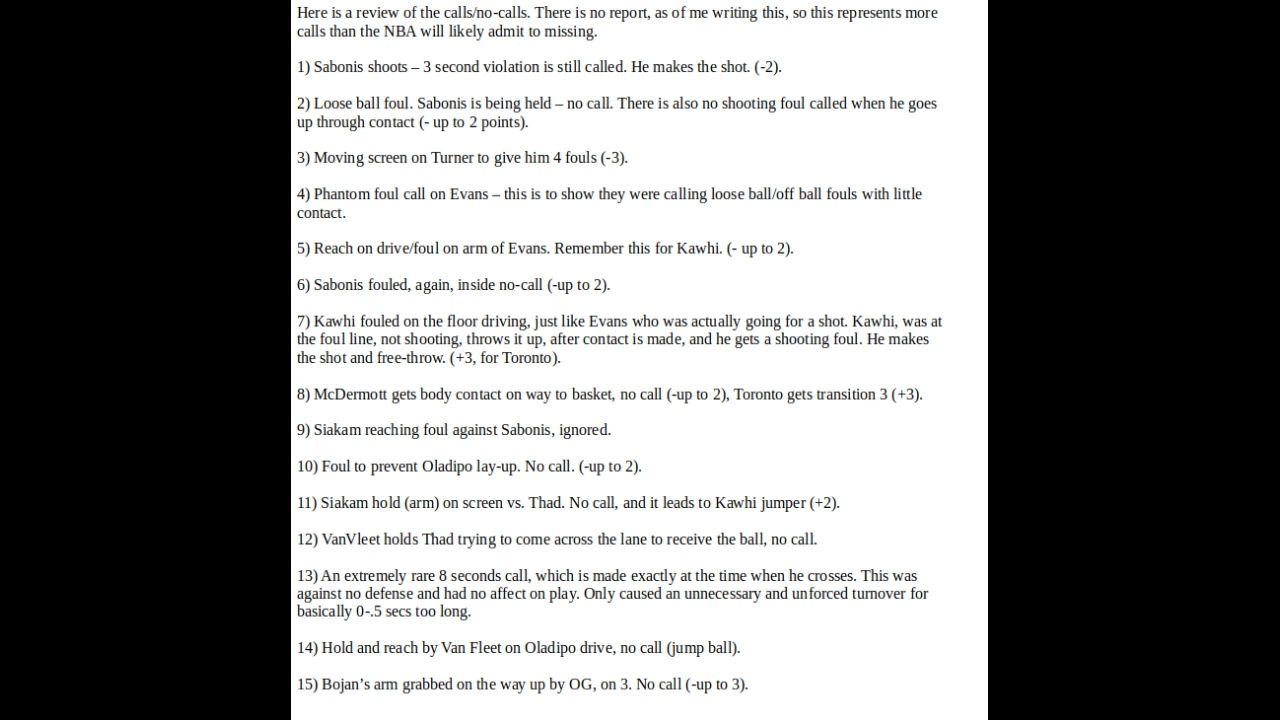 Here is a review of the calls/no-calls. There is no report, as of me writing this, so this represents more
calls than the NBA will likely admit to missing.
1) Sabonis shoots – 3 second violation is still called. He makes the shot. (-2).
2) Loose ball foul. Sabonis is being held – no call. There is also no shooting foul called when he goes
up through contact (- up to 2 points).
3) Moving screen on Turner to give him 4 fouls (-3).
4) Phantom foul call on Evans – this is to show they were calling loose ball/off ball fouls with little
contact.
5) Reach on drive/foul on arm of Evans. Remember this for Kawhi. (- up to 2).
6) Sabonis fouled, again, inside no-call (-up to 2).
7) Kawhi fouled on the floor driving, just like Evans who was actually going for a shot. Kawhi, was at
the foul line, not shooting, throws it up, after contact is made, and he gets a shooting foul. He makes
the shot and free-throw. (+3, for Toronto).
8) McDermott gets body contact on way to basket, no call (-up to 2), Toronto gets transition 3 (+3).
9) Siakam reaching foul against Sabonis, ignored.
10) Foul to prevent Oladipo lay-up. No call. (-up to 2).
11) Siakam hold (arm) on screen vs. Thad. No call, and it leads to Kawhi jumper (+2).
12) VanVleet holds Thad trying to come across the lane to receive the ball, no call.
13) An extremely rare 8 seconds call, which is made exactly at the time when he crosses. This was
against no defense and had no affect on play. Only caused an unnecessary and unforced turnover for
basically 0-.5 secs too long.
14) Hold and reach by Van Fleet on Oladipo drive, no call (jump ball).
15) Bojan’s arm grabbed on the way up by OG, on 3. No call (-up to 3).